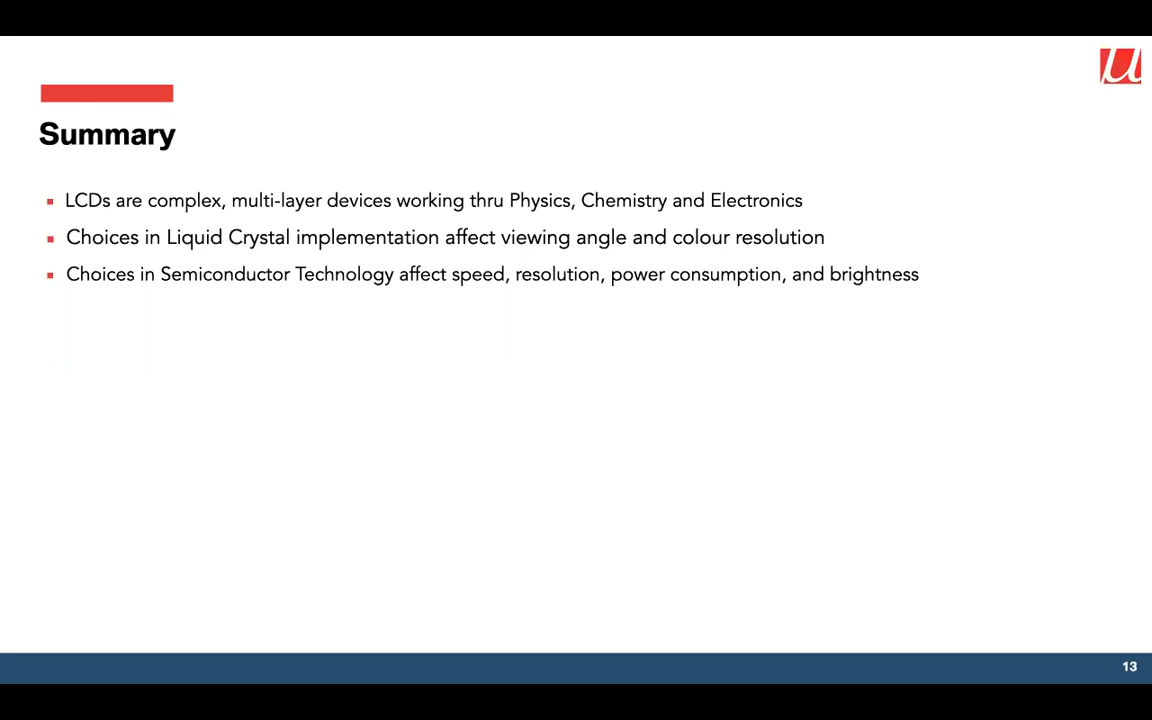 Summary
LCDs are complex, multi-layer devices working thru Physics, Chemistry and Electronics
Choices in Liquid Crystal implementation affect viewing angle and colour resolution
Choices in Semiconductor Technology affect speed, resolution, power consumption, and brightness
13